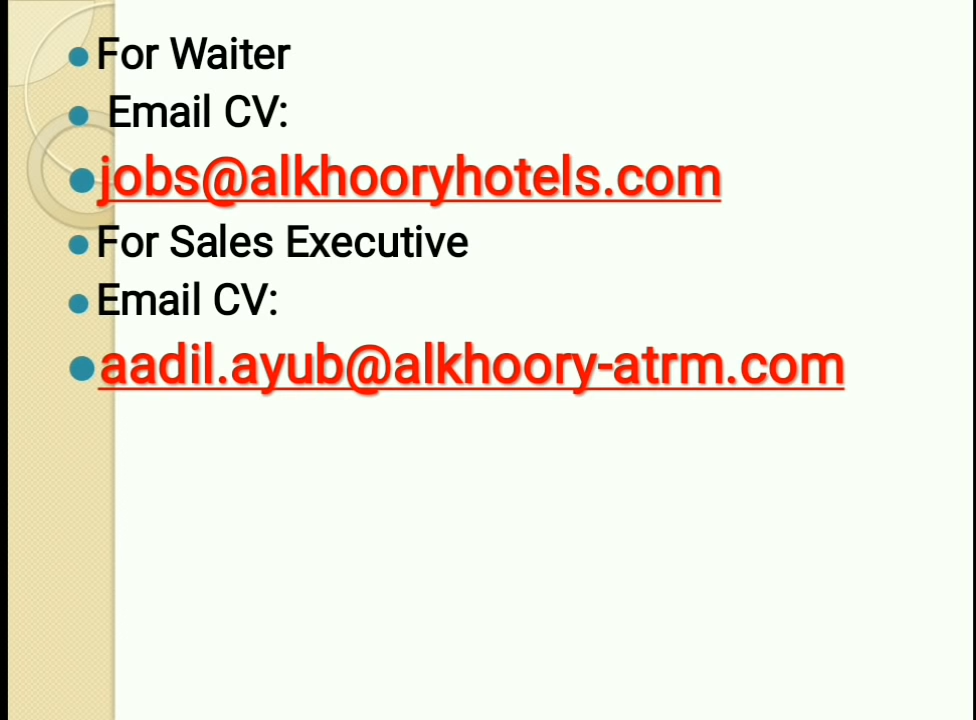 For Waiter
Email CV:
jobs@alkhooryhotels.com
For Sales Executive
Email CV:
aadil.ayub@alkhoory-atrm.com